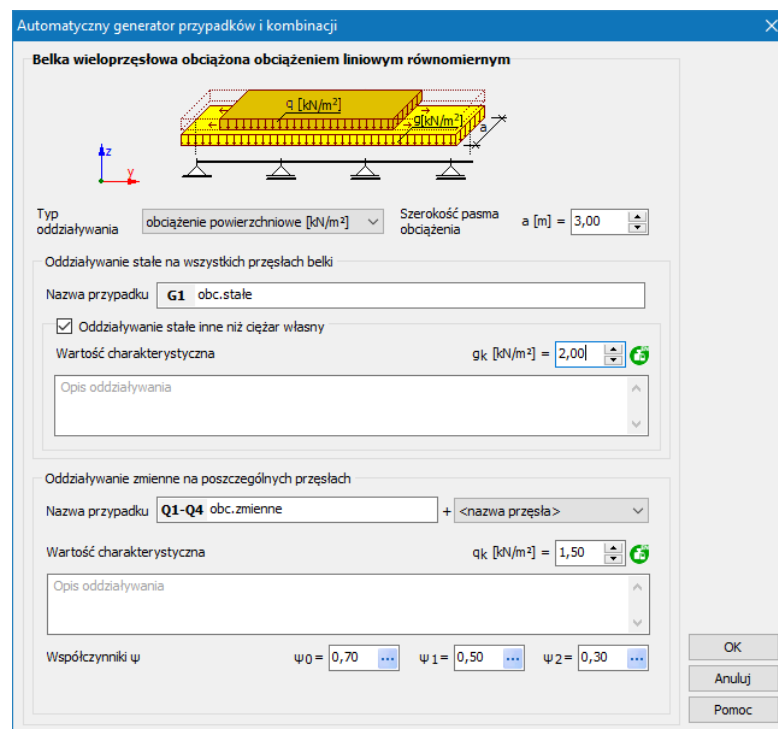 Automatyczny generator przypadków i kombinacji
Belka wieloprzęsłowa obciążona obciążeniem liniowym równomiernym
q [kN/m²]
g[kN/m²]
a
z
y
Typ oddziaływania
obciążenie powierzchniowe [kN/m²]
Szerokość pasma obciążenia
a [m] = 3,00
Oddziaływanie stałe na wszystkich przęsłach belki
Nazwa przypadku G1 obc.stałe
Oddziaływanie stałe inne niż ciężar własny
Wartość charakterystyczna gk [kN/m²] = 2,00
Opis oddziaływania
Oddziaływanie zmienne na poszczególnych przęsłach
Nazwa przypadku Q1-Q4 obc.zmienne + <nazwa przęsła>
Wartość charakterystyczna qk [kN/m²] = 1,50
Opis oddziaływania
Współczynniki ψ ψ0 = 0,70 ... ψ1 = 0,50 ... ψ2 = 0,30 ...
OK
Anuluj
Pomoc